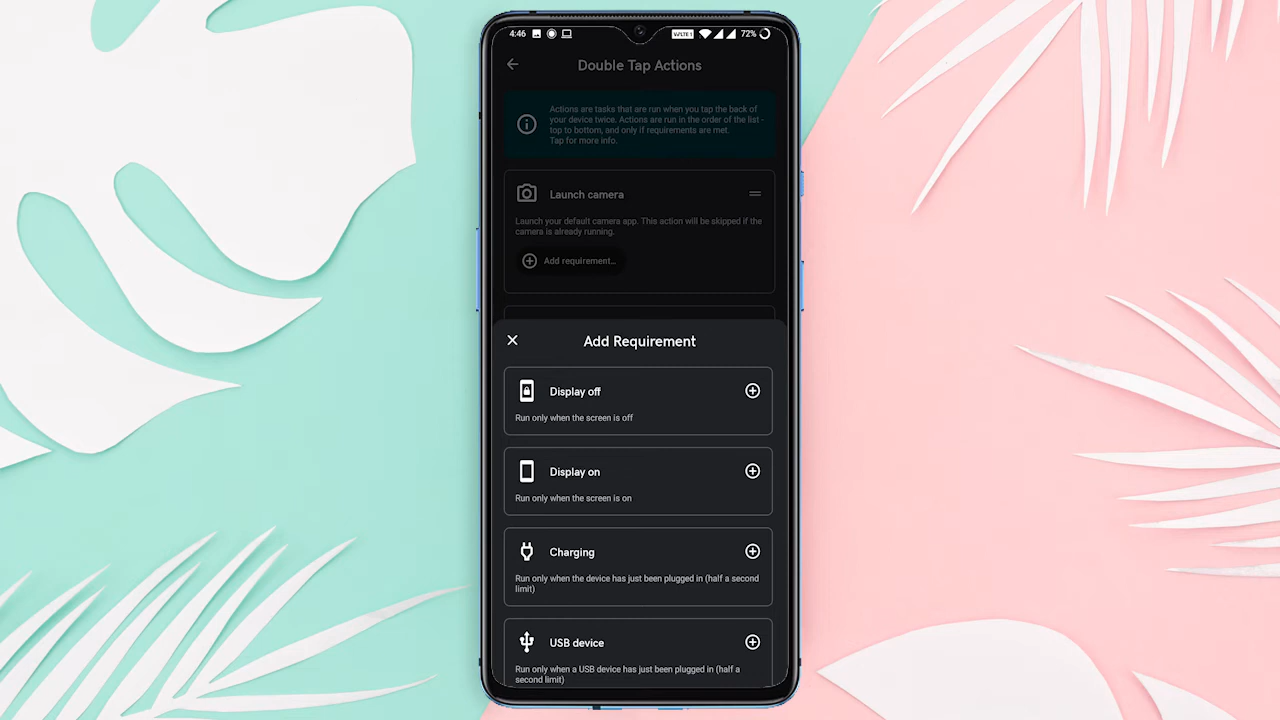 4:46
VoLTE 1
72%
Double Tap Actions
Actions are tasks that are run when you tap the back of
your device twice. Actions are run in the order of the list -
top to bottom, and only if requirements are met.
Tap for more info.
Launch camera
Launch your default camera app. This action will be skipped if the
camera is already running.
Add requirement...
Add Requirement
Display off
Run only when the screen is off
Display on
Run only when the screen is on
Charging
Run only when the device has just been plugged in (half a second
limit)
USB device
Run only when a USB device has just been plugged in (half a
second limit)